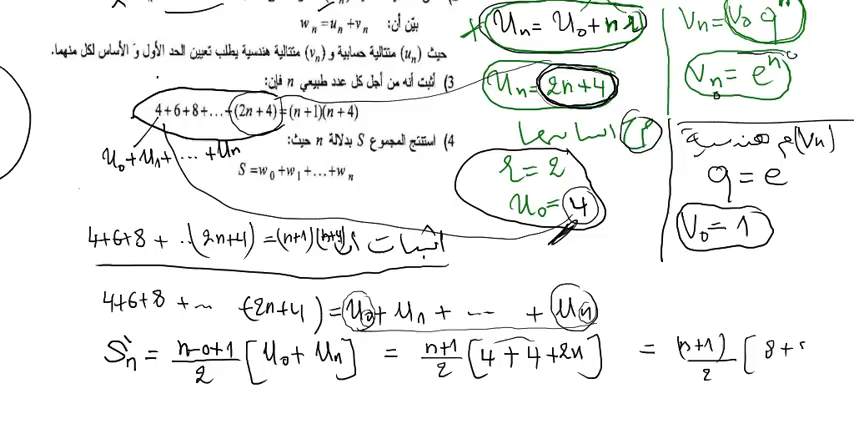 بيّن أن: wₙ = uₙ + vₙ
حيث (uₙ) متتالية حسابية و (vₙ) متتالية هندسية يطلب تعيين الحد الأول و الأساس لكل منهما.
3) أثبت أنه من أجل كل عدد طبيعي n فإن:
4+6+8+…+(2n+4)=(n+1)(n+4)
u₀+u₁+…+uₙ
4) استنتج المجموع S بدلالة n حيث:
S = w₀+w₁+…+wₙ
Uₙ = U₀ + n r
Uₙ = 2n+4
r = 2
u₀ = 4
Vₙ = V₀ qⁿ
Vₙ = eⁿ
(Vₙ) م هندسية
q = e
V₀ = 1
اثبات ان 4+6+8+..(2n+4)=(n+1)(n+4)
4+6+8+… +(2n+4) = u₀ + u₁ + … + uₙ
Sₙ = n-0+1/2 [u₀ + uₙ] = n+1/2 [4+4+2n] = (n+1)/2 [8+